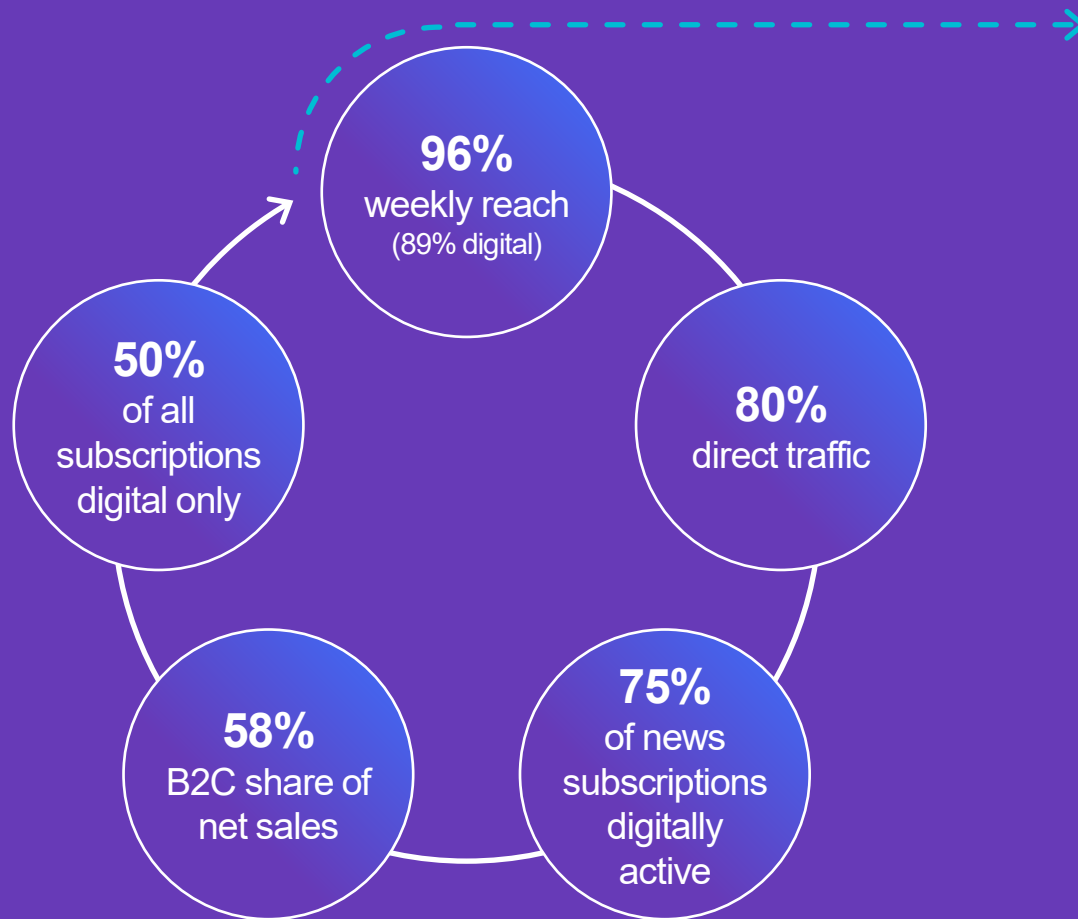 96%
weekly reach
(89% digital)
80%
direct traffic
75%
of news
subscriptions
digitally
active
58%
B2C share of
net sales
50%
of all
subscriptions
digital only